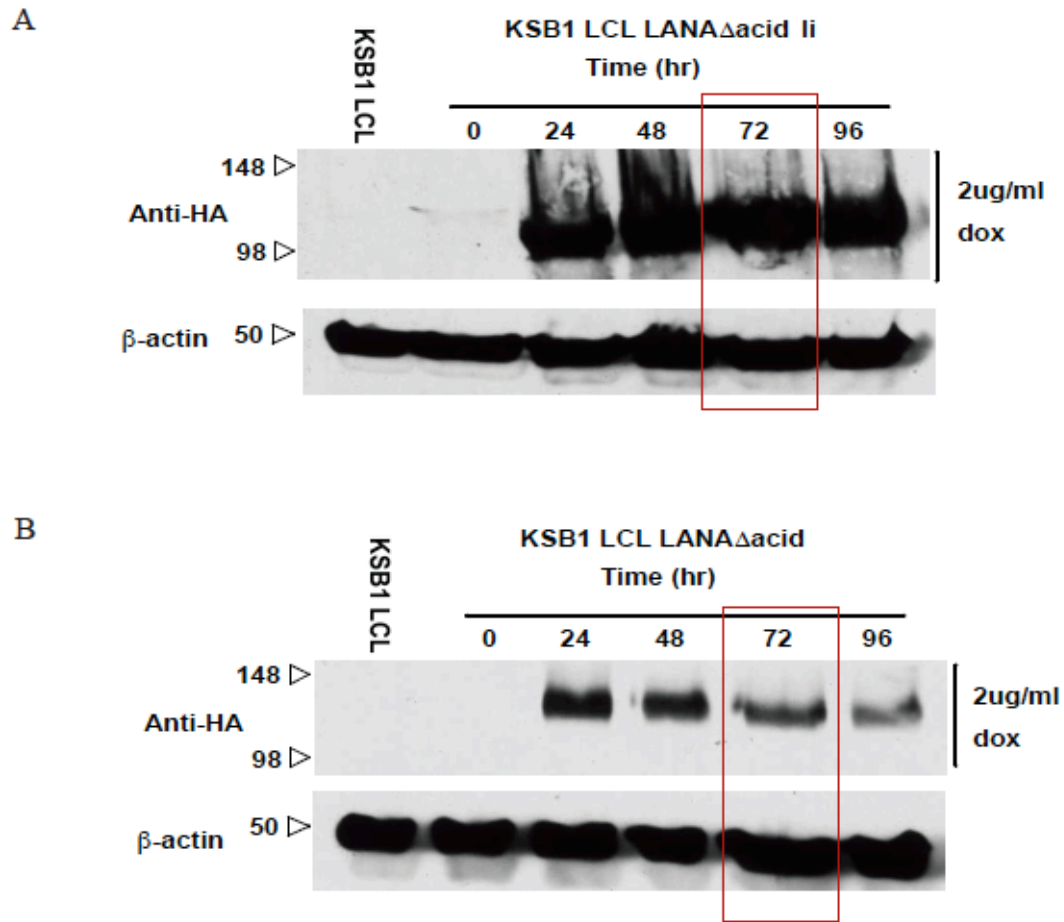 A
KSB1 LCL
KSB1 LCL LANAΔacid Ii
Time (hr)
0 24 48 72 96
148
Anti-HA
98
2ug/ml
dox
β-actin
50
B
KSB1 LCL
KSB1 LCL LANAΔacid
Time (hr)
0 24 48 72 96
148
Anti-HA
98
2ug/ml
dox
β-actin
50